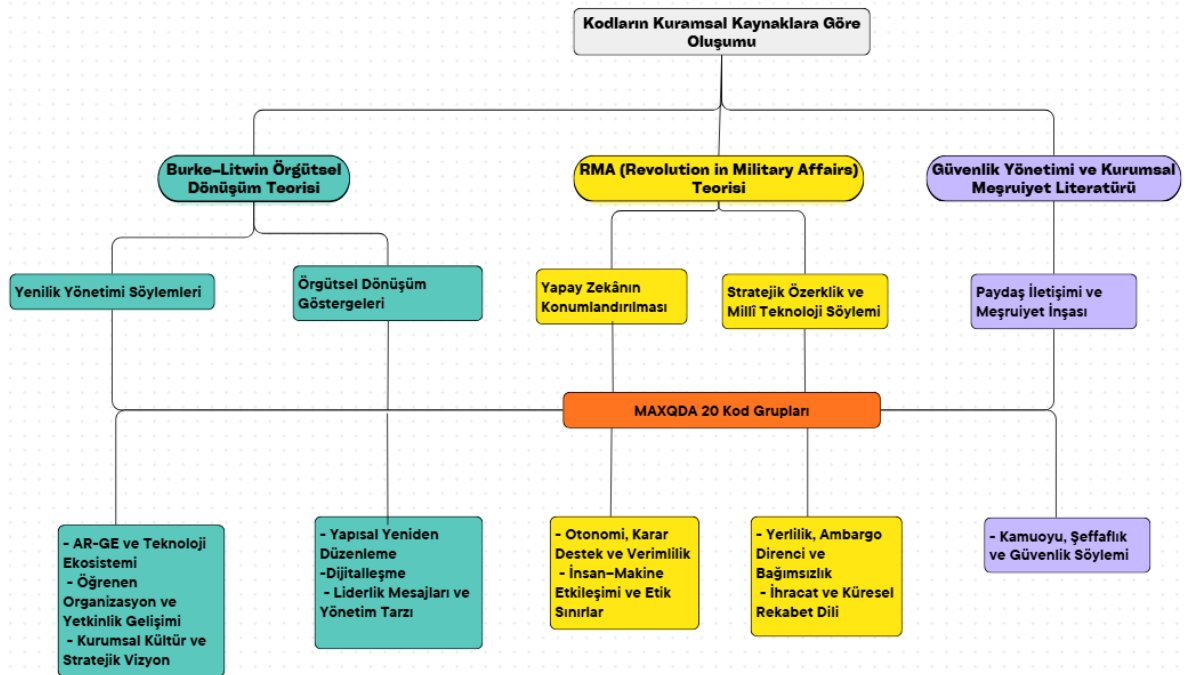 Kodların Kuramsal Kaynaklara Göre
Oluşumu
Burke–Litwin Örgütsel
Dönüşüm Teorisi
RMA (Revolution in Military Affairs)
Teorisi
Güvenlik Yönetimi ve Kurumsal
Meşruiyet Literatürü
Yenilik Yönetimi Söylemleri
Örgütsel Dönüşüm
Göstergeleri
Yapay Zekânın
Konumlandırılması
Stratejik Özerklik ve
Millî Teknoloji Söylemi
Paydaş İletişimi ve
Meşruiyet İnşası
MAXQDA 20 Kod Grupları
- AR-GE ve Teknoloji
Ekosistemi
- Öğrenen
Organizasyon ve
Yetkinlik Gelişimi
- Kurumsal Kültür ve
Stratejik Vizyon
- Yapısal Yeniden
Düzenleme
-Dijitalleşme
- Liderlik Mesajları ve
Yönetim Tarzı
- Otonomi, Karar
Destek ve Verimlilik
- İnsan–Makine
Etkileşimi ve Etik
Sınırlar
- Yerlilik, Ambargo
Direnci ve
Bağımsızlık
- İhracat ve Küresel
Rekabet Dili
- Kamuoyu, Şeffaflık
ve Güvenlik Söylemi